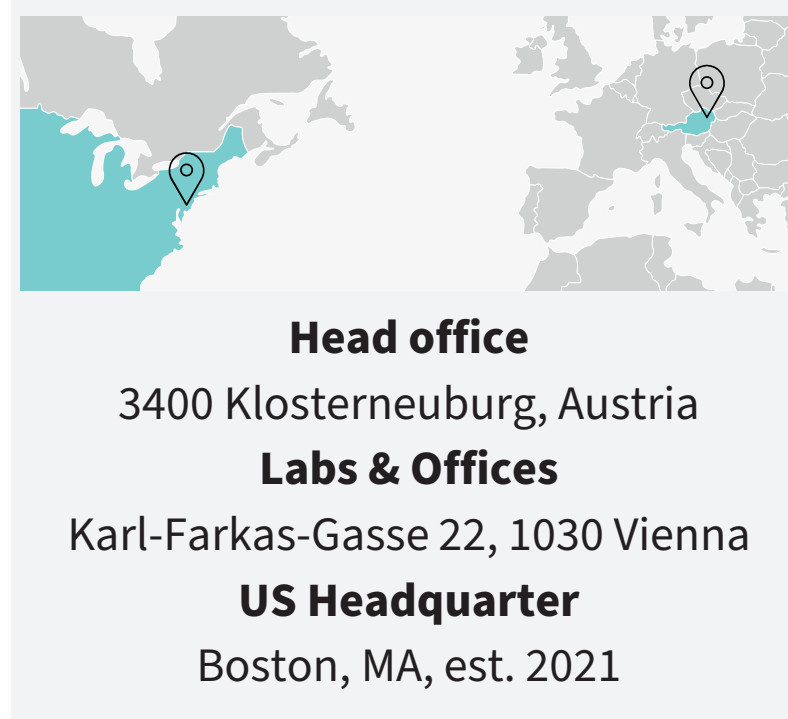 Head office
3400 Klosterneuburg, Austria
Labs & Offices
Karl-Farkas-Gasse 22, 1030 Vienna
US Headquarter
Boston, MA, est. 2021